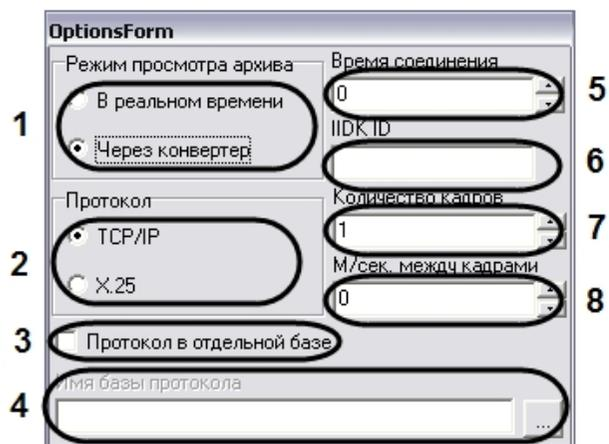 OptionsForm
Режим просмотра архива
Время соединения
1
В реальном времени
0
5
Через конвертер
IIDK ID
6
Протокол
Количество кадров
TCP/IP
1
7
2
М/сек. между кадрами
X.25
0
8
3
Протокол в отдельной базе
Имя базы протокола
4
...